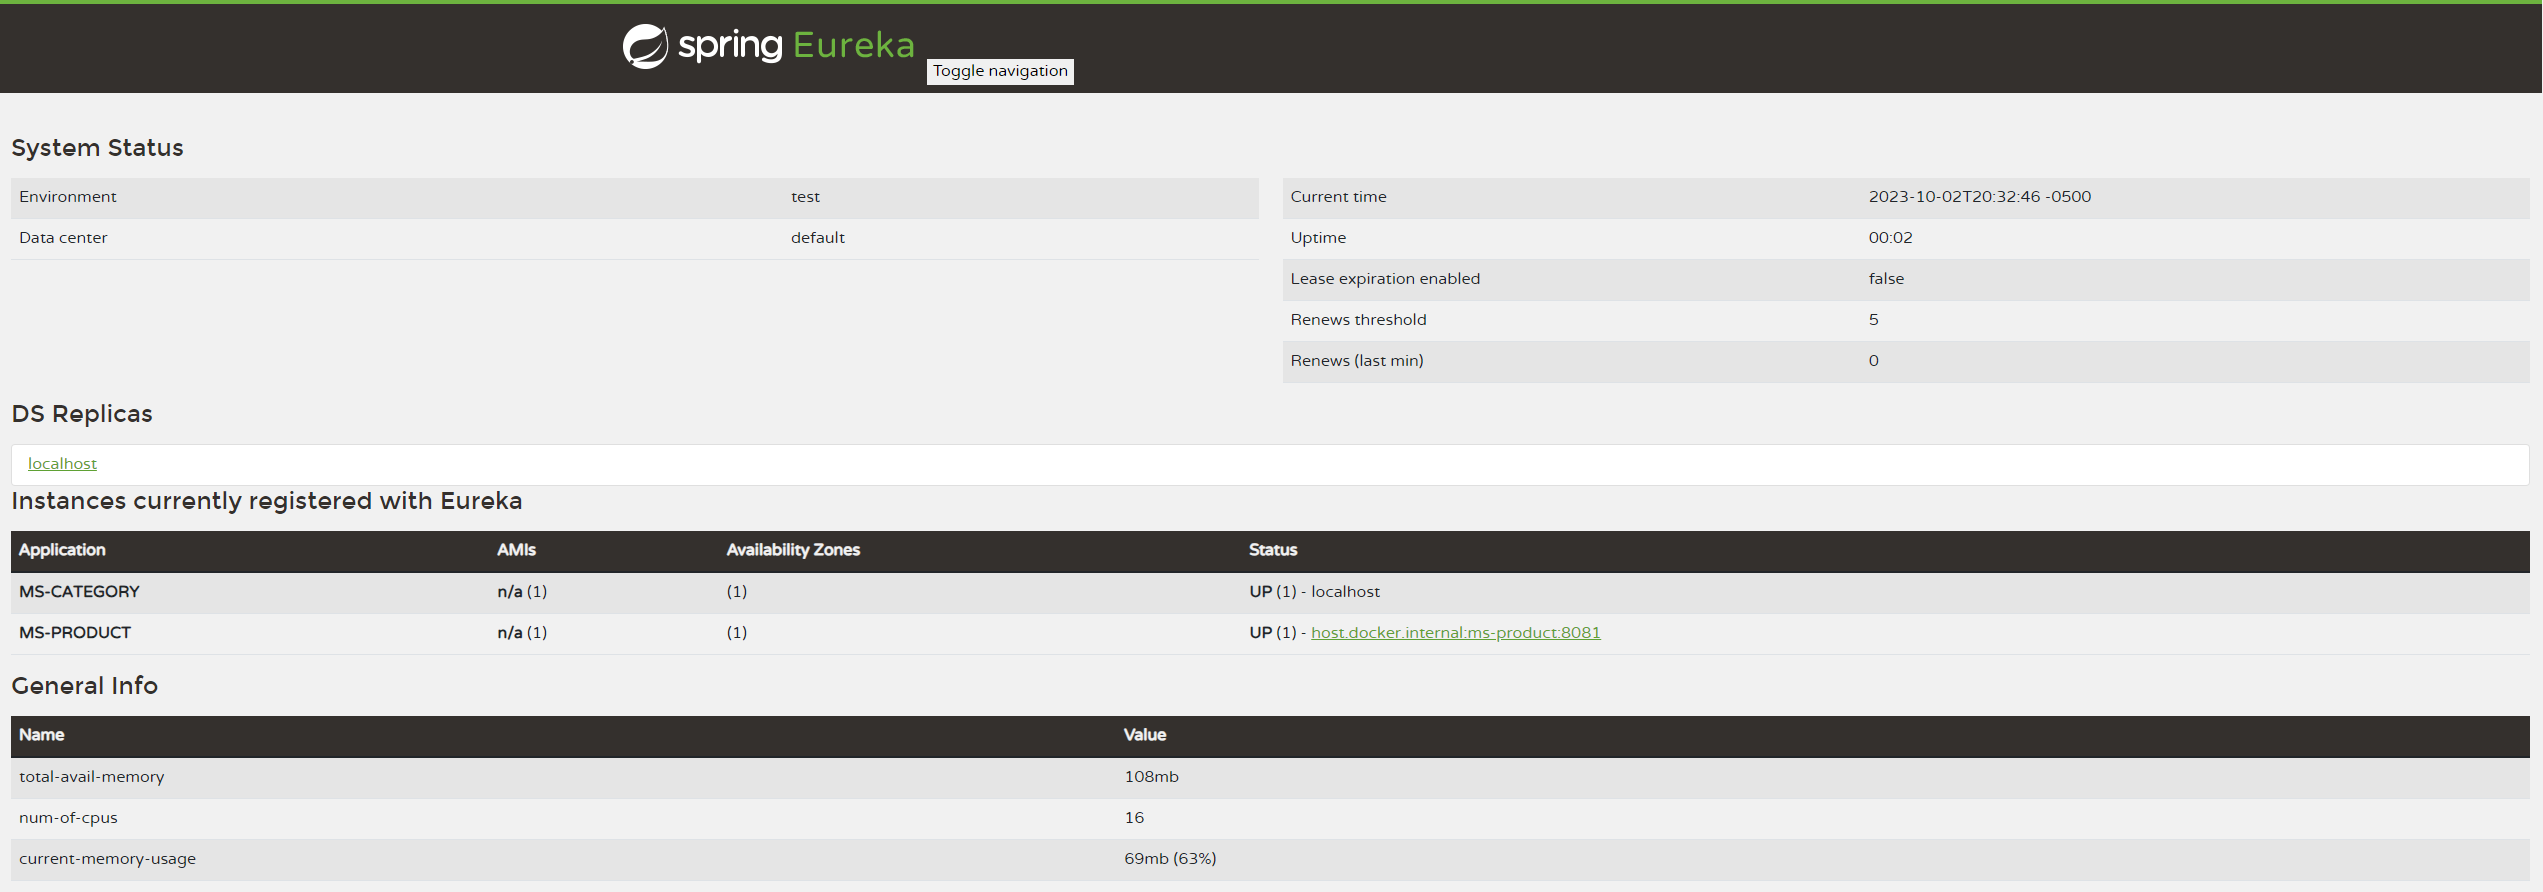 spring Eureka
Toggle navigation
System Status
Environment test
Data center default
Current time 2023-10-02T20:32:46 -0500
Uptime 00:02
Lease expiration enabled false
Renews threshold 5
Renews (last min) 0
DS Replicas
localhost
Instances currently registered with Eureka
Application AMIs Availability Zones Status
MS-CATEGORY n/a (1) (1) UP (1) - localhost
MS-PRODUCT n/a (1) (1) UP (1) - host.docker.internal:ms-product:8081
General Info
Name Value
total-avail-memory 108mb
num-of-cpus 16
current-memory-usage 69mb (63%)